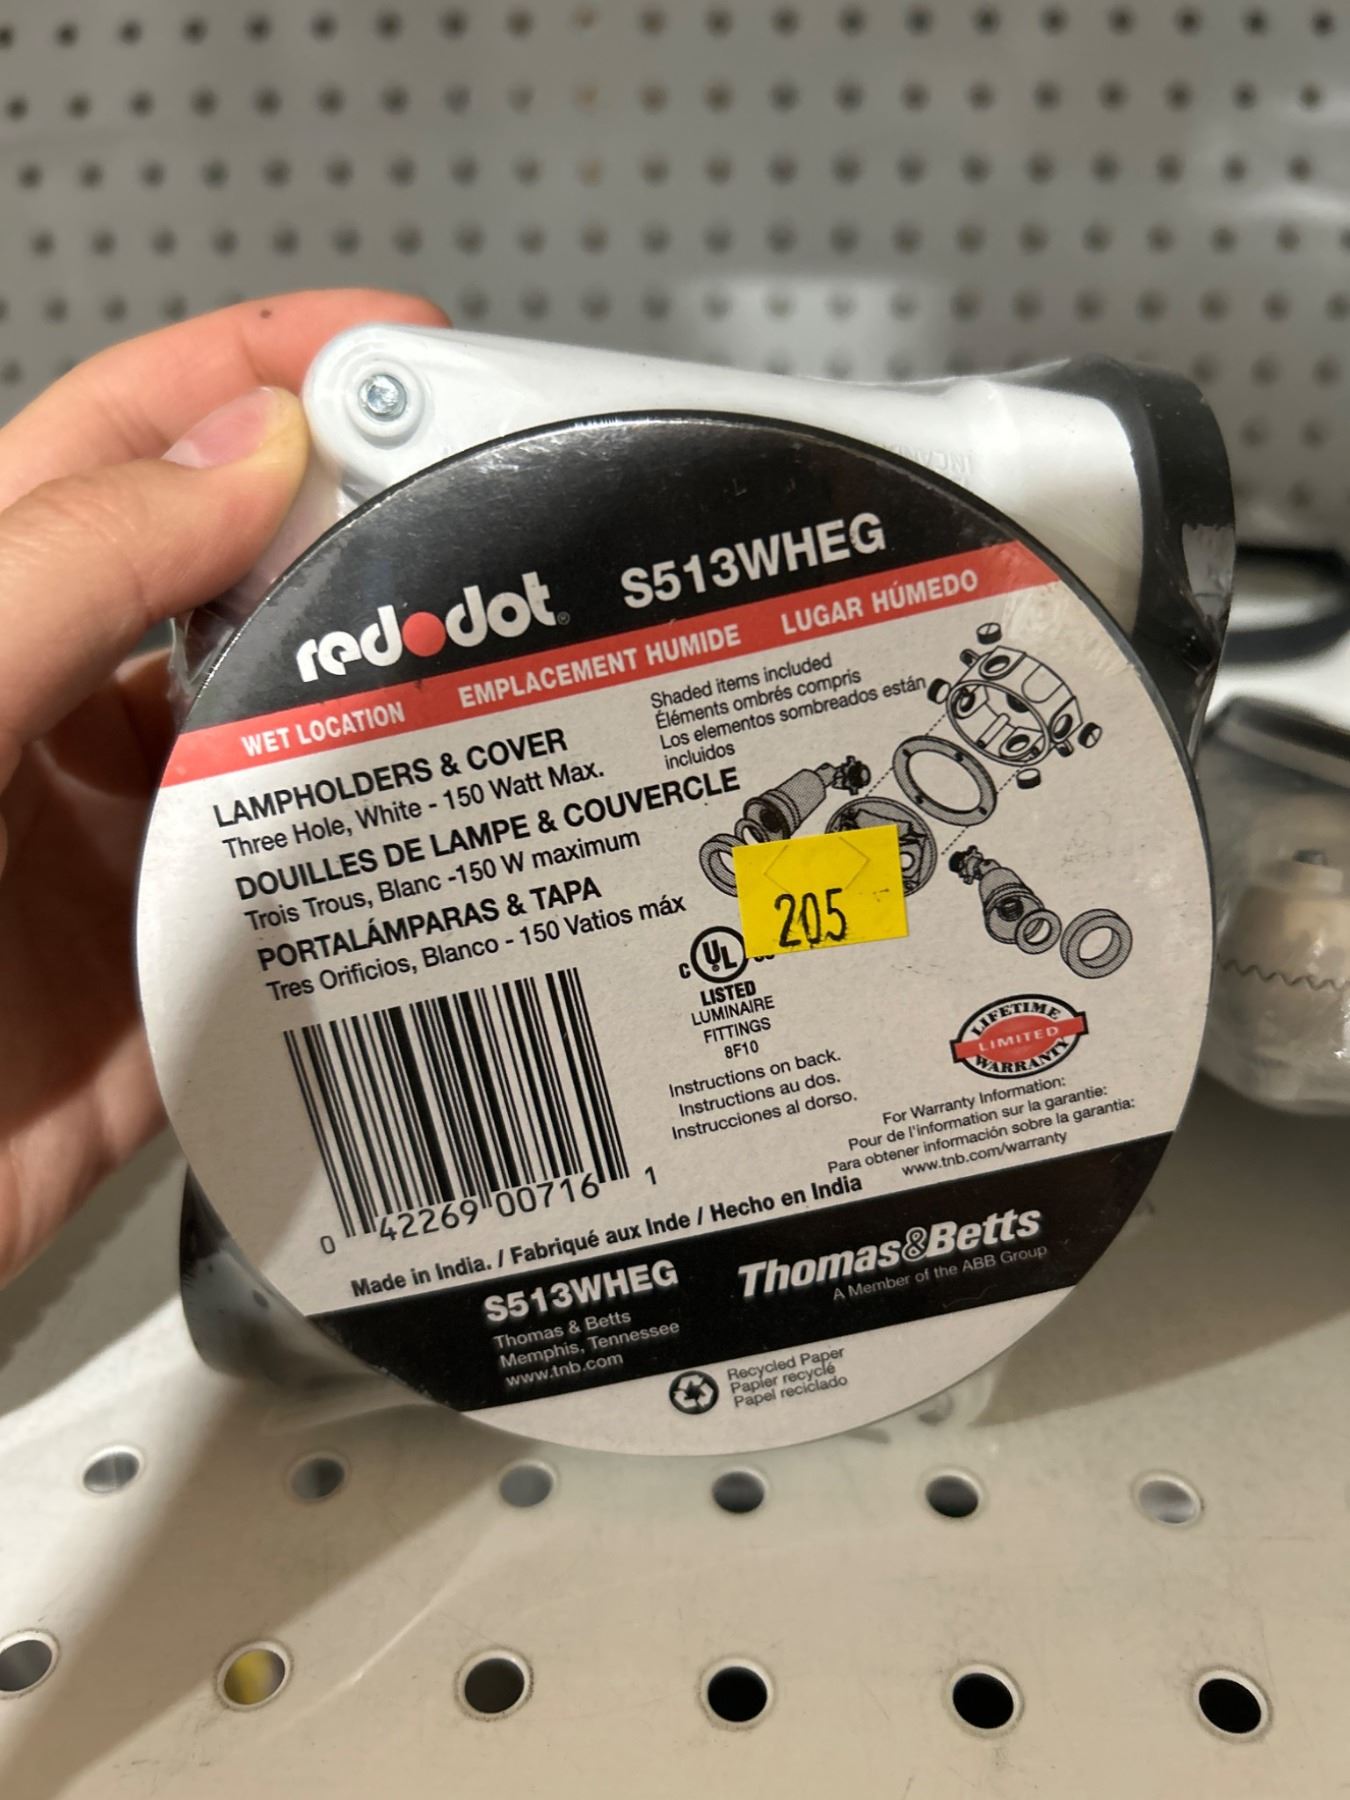 red•dot®
S513WHEG
WET LOCATION EMPLACEMENT HUMIDE LUGAR HÚMEDO
LAMPHOLDERS & COVER
Three Hole, White - 150 Watt Max.
DOUILLES DE LAMPE & COUVERCLE
Trois Trous, Blanc -150 W maximum
PORTALÁMPARAS & TAPA
Tres Orificios, Blanco - 150 Vatios máx
Shaded items included
Éléments ombrés compris
Los elementos sombreados están
incluidos
205
C UL
LISTED
LUMINAIRE
FITTINGS
8F10
Instructions on back.
Instructions au dos.
Instrucciones al dorso.
LIFETIME
LIMITED
WARRANTY
For Warranty Information:
Pour de l'information sur la garantie:
Para obtener información sobre la garantia:
www.tnb.com/warranty
0 42269 00716 1
Made in India. / Fabriqué aux Inde / Hecho en India
S513WHEG
Thomas & Betts
Memphis, Tennessee
www.tnb.com
Thomas&Betts
A Member of the ABB Group
Recycled Paper
Papier recyclé
Papel reciclado